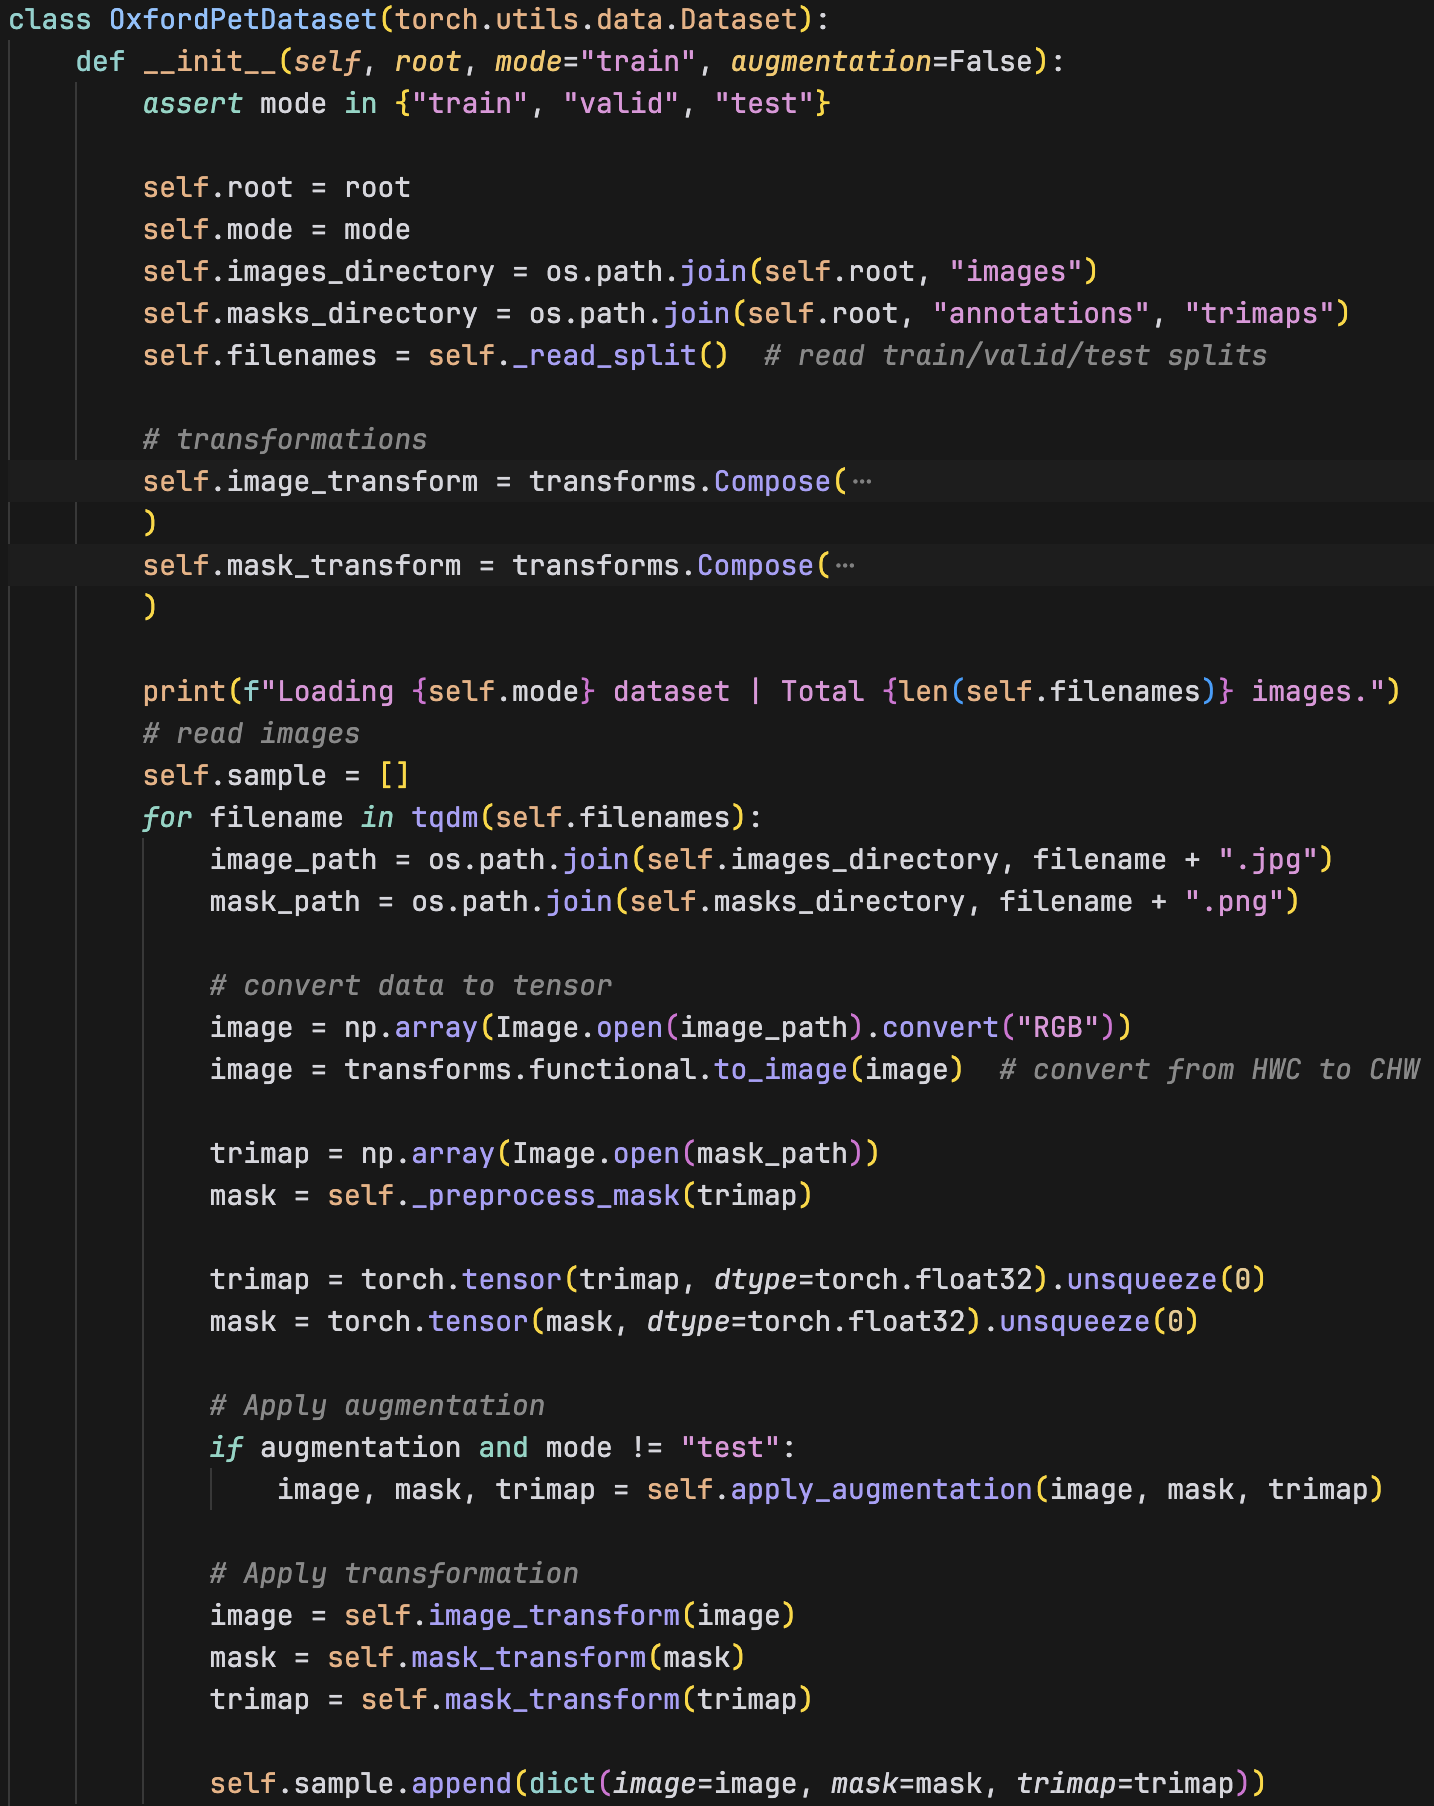 class OxfordPetDataset(torch.utils.data.Dataset):
    def __init__(self, root, mode="train", augmentation=False):
        assert mode in {"train", "valid", "test"}

        self.root = root
        self.mode = mode
        self.images_directory = os.path.join(self.root, "images")
        self.masks_directory = os.path.join(self.root, "annotations", "trimaps")
        self.filenames = self._read_split()  # read train/valid/test splits

        # transformations
        self.image_transform = transforms.Compose(⋯
        )
        self.mask_transform = transforms.Compose(⋯
        )

        print(f"Loading {self.mode} dataset | Total {len(self.filenames)} images.")
        # read images
        self.sample = []
        for filename in tqdm(self.filenames):
            image_path = os.path.join(self.images_directory, filename + ".jpg")
            mask_path = os.path.join(self.masks_directory, filename + ".png")

            # convert data to tensor
            image = np.array(Image.open(image_path).convert("RGB"))
            image = transforms.functional.to_image(image)  # convert from HWC to CHW

            trimap = np.array(Image.open(mask_path))
            mask = self._preprocess_mask(trimap)

            trimap = torch.tensor(trimap, dtype=torch.float32).unsqueeze(0)
            mask = torch.tensor(mask, dtype=torch.float32).unsqueeze(0)

            # Apply augmentation
            if augmentation and mode != "test":
                image, mask, trimap = self.apply_augmentation(image, mask, trimap)

            # Apply transformation
            image = self.image_transform(image)
            mask = self.mask_transform(mask)
            trimap = self.mask_transform(trimap)

            self.sample.append(dict(image=image, mask=mask, trimap=trimap))